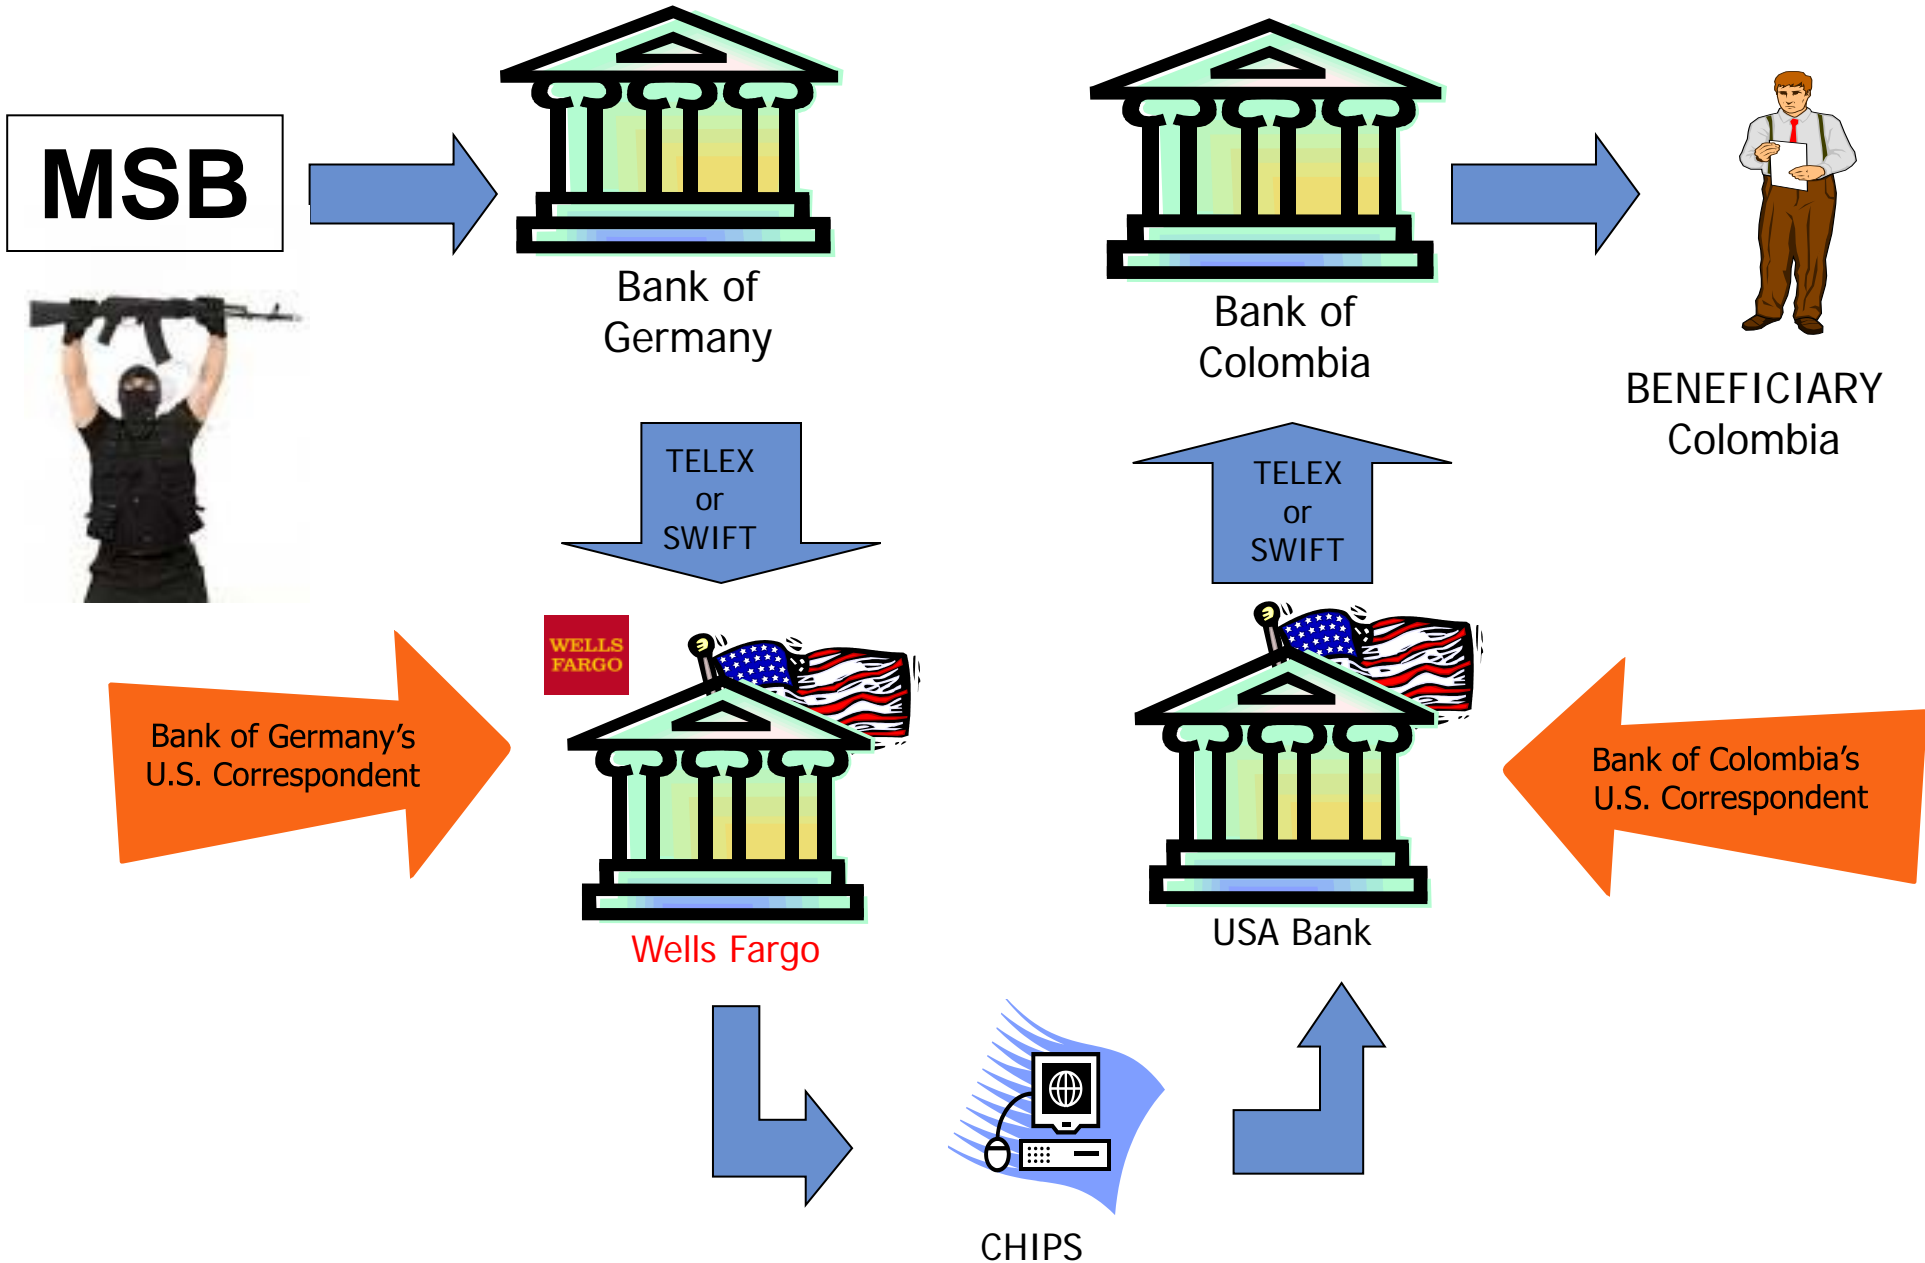 MSB
Bank of
Germany
Bank of
Colombia
BENEFICIARY
Colombia
TELEX
or
SWIFT
TELEX
or
SWIFT
WELLS
FARGO
Bank of Germany's
U.S. Correspondent
Bank of Colombia's
U.S. Correspondent
Wells Fargo
USA Bank
CHIPS